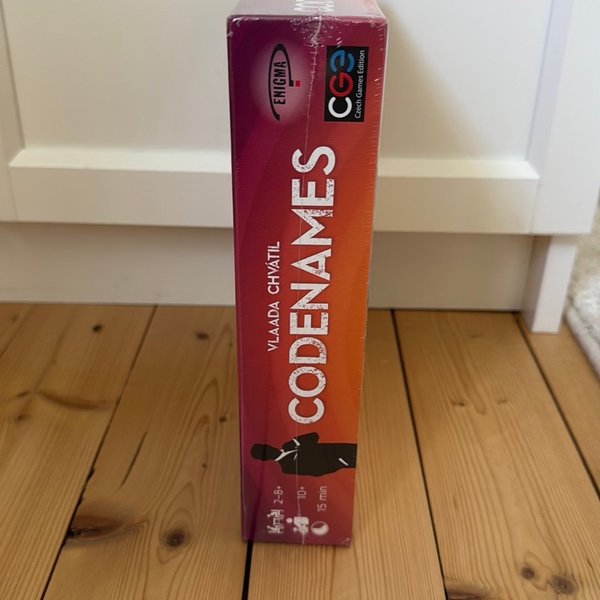 ENIGMA
CGE
Czech Games Edition
VLAADA CHVÁTIL
CODENAMES
2-8+
10+
15 min